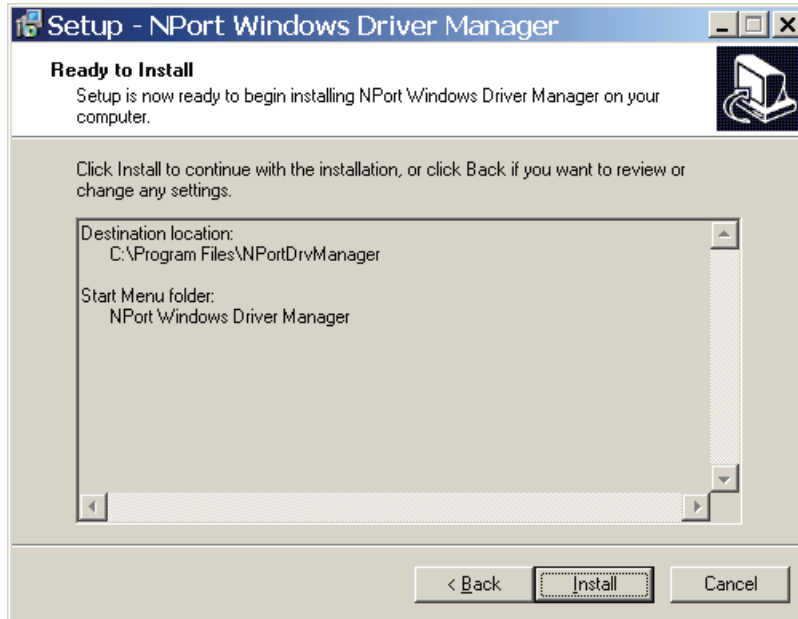 Setup - NPort Windows Driver Manager
Ready to Install
Setup is now ready to begin installing NPort Windows Driver Manager on your
computer.
Click Install to continue with the installation, or click Back if you want to review or
change any settings.
Destination location:
C:\Program Files\NPortDrvManager
Start Menu folder:
NPort Windows Driver Manager
< Back
Install
Cancel